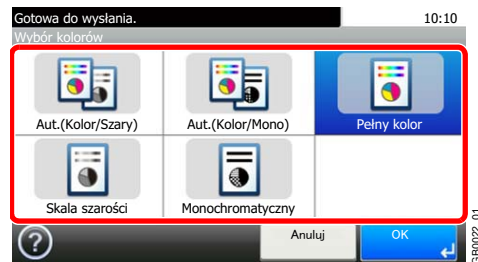 Gotowa do wysłania. 10:10
Wybór kolorów
Aut.(Kolor/Szary) Aut.(Kolor/Mono) Pełny kolor
Skala szarości Monochromatyczny
? Anuluj OK
GB0022_01